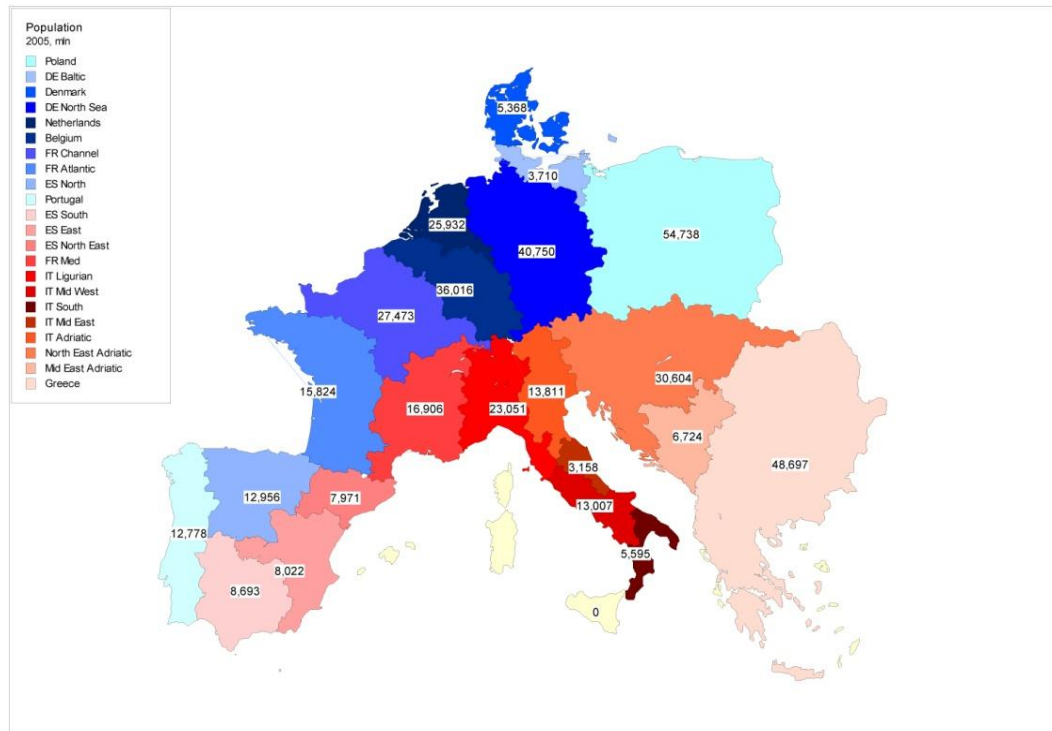 Population
2005, mln
Poland
DE Baltic
Denmark
DE North Sea
Netherlands
Belgium
FR Channel
FR Atlantic
ES North
Portugal
ES South
ES East
ES North East
FR Med
IT Ligurian
IT Mid West
IT South
IT Mid East
IT Adriatic
North East Adriatic
Mid East Adriatic
Greece
5,368
3,710
25,932
54,738
40,750
36,016
27,473
30,604
15,824
13,811
16,906
23,051
6,724
48,697
3,158
12,956
7,971
13,007
12,778
5,595
8,022
8,693
0